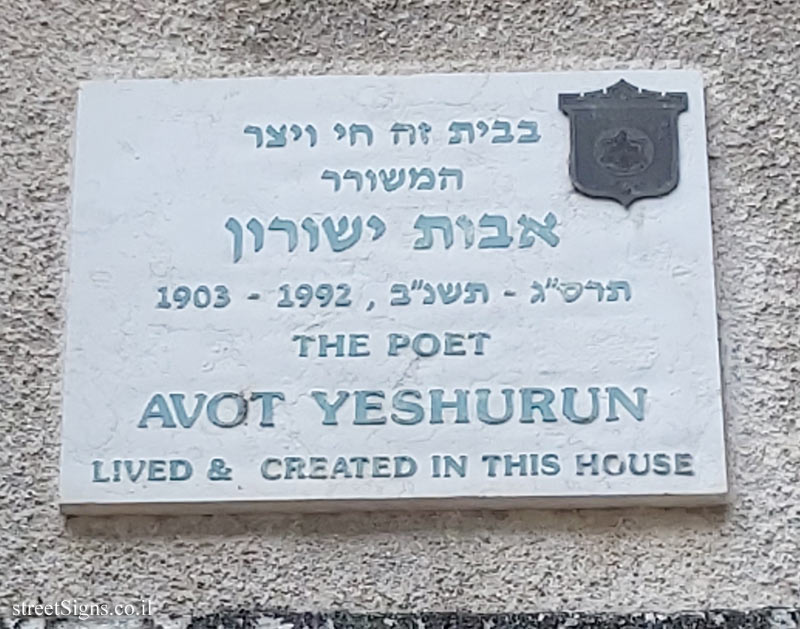 בבית זה חי ויצר
המשורר
אבות ישורון
תרס"ג - תשנ"ב , 1992 - 1903
THE POET
AVOT YESHURUN
LIVED & CREATED IN THIS HOUSE
streetSigns.co.il